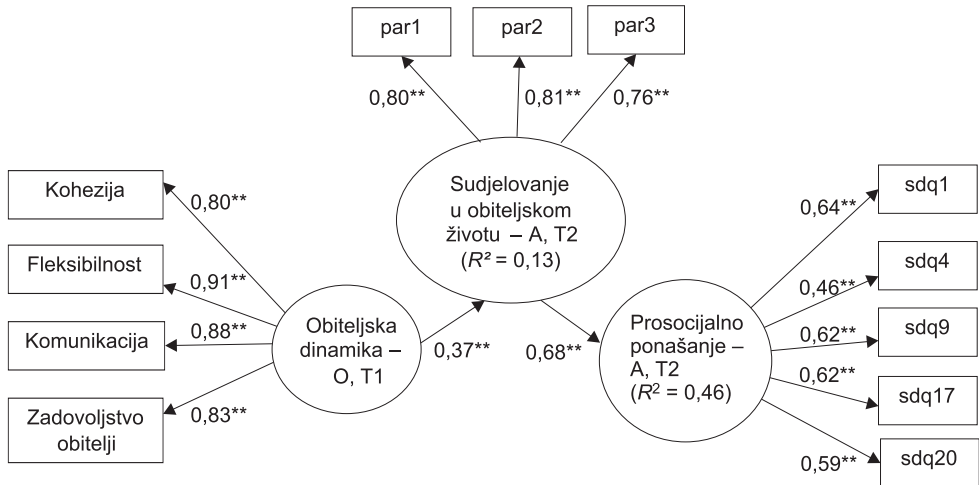 par1
par2
par3
0,80**
0,81**
0,76**
Kohezija
Fleksibilnost
Komunikacija
Zadovoljstvo
obitelji
0,80**
0,91**
0,88**
0,83**
Obiteljska
dinamika –
O, T1
0,37**
Sudjelovanje
u obiteljskom
životu – A, T2
(R² = 0,13)
0,68**
Prosocijalno
ponašanje –
A, T2
(R² = 0,46)
0,64**
0,46**
0,62**
0,62**
0,59**
sdq1
sdq4
sdq9
sdq17
sdq20